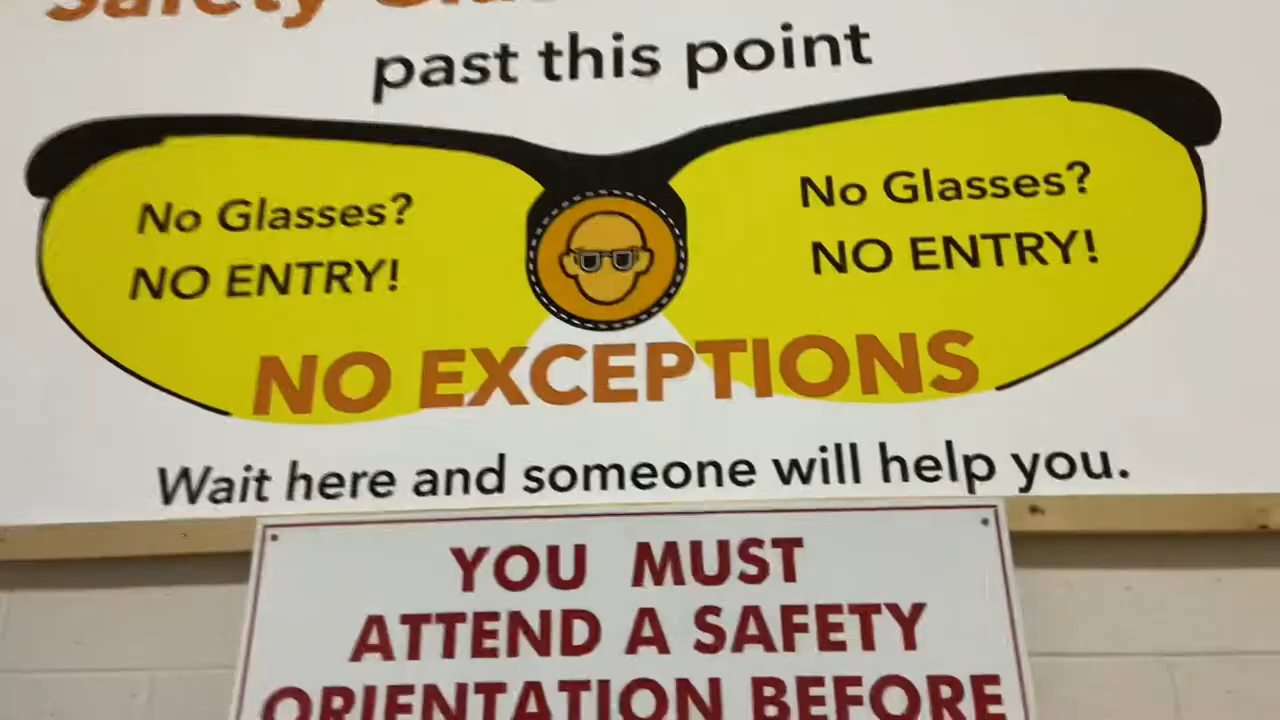 Safety
past this point
No Glasses?
NO ENTRY!
No Glasses?
NO ENTRY!
NO EXCEPTIONS
Wait here and someone will help you.
YOU MUST
ATTEND A SAFETY
ORIENTATION BEFORE